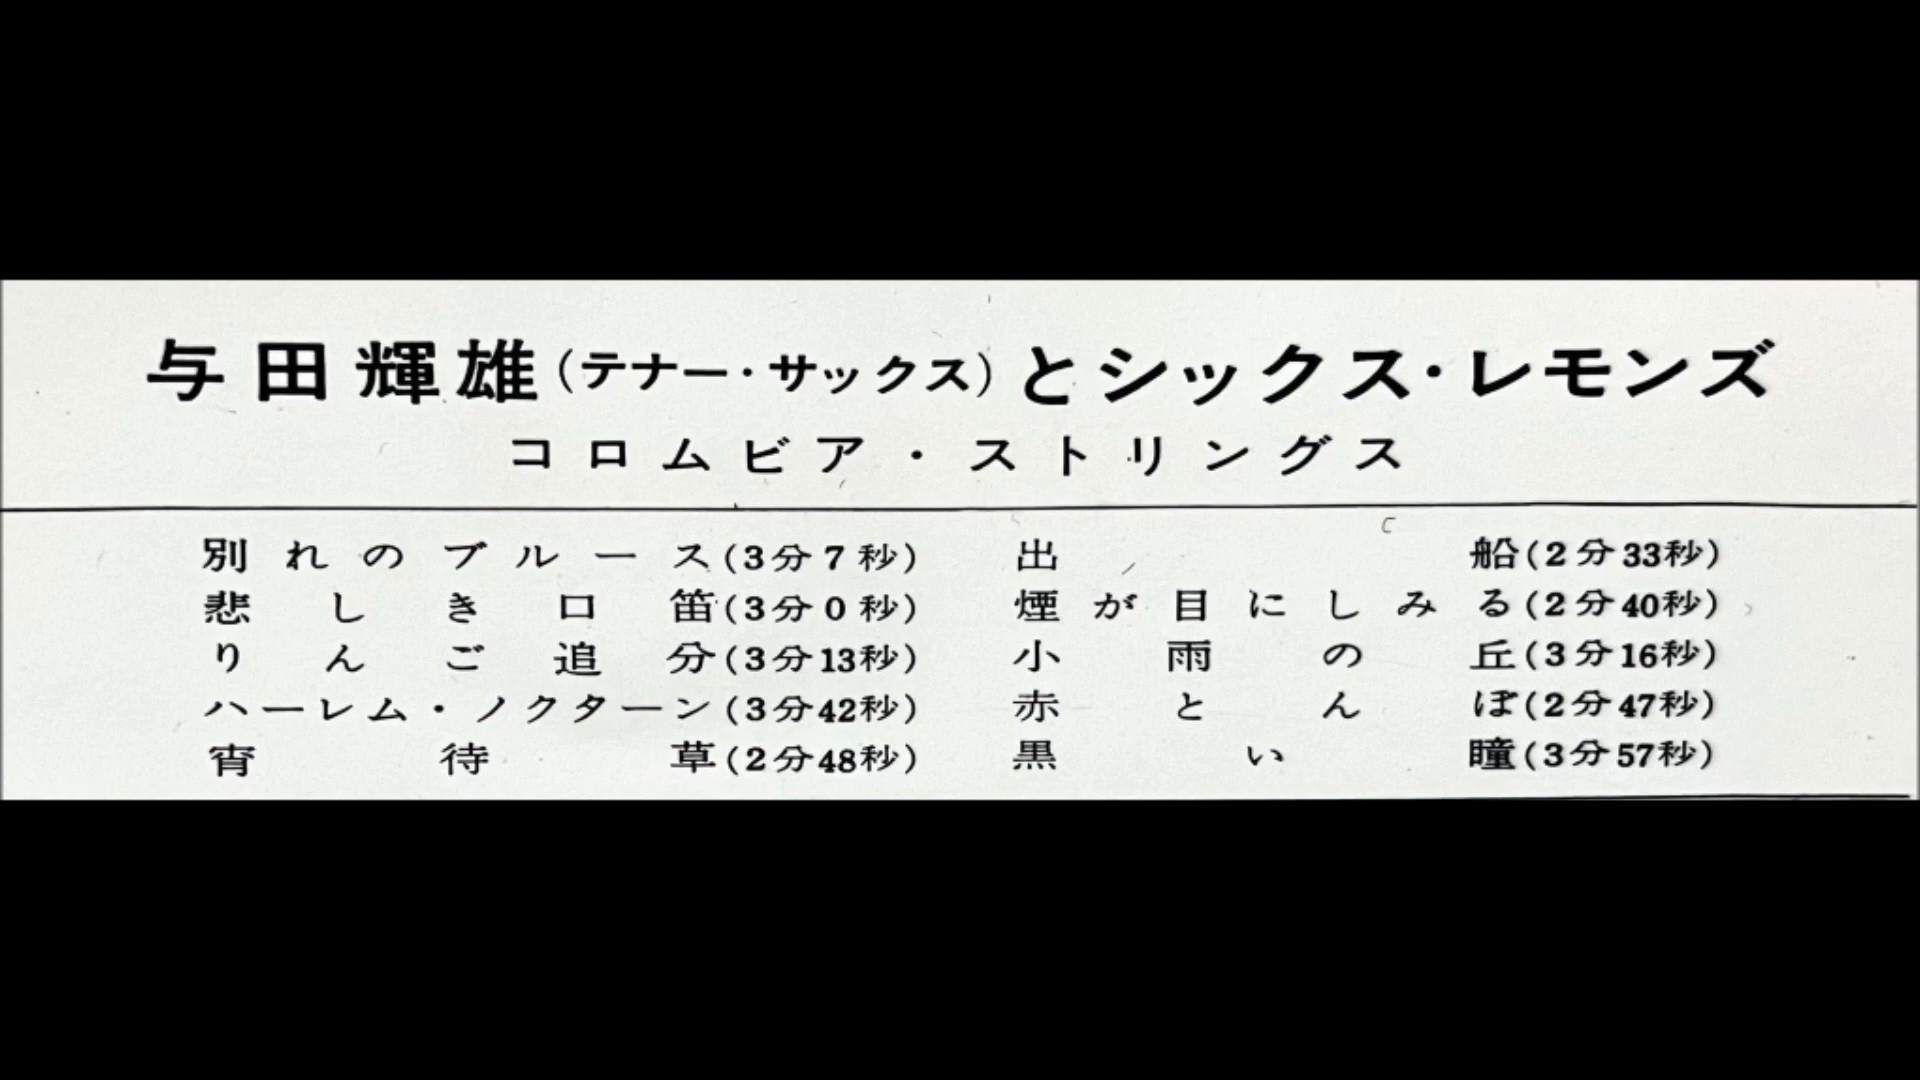 与田輝雄(テナー・サックス)とシックス・レモンズ
コロムビア・ストリングス
別れのブルース(3分7秒)
悲しき口笛(3分0秒)
りんご追分(3分13秒)
ハーレム・ノクターン(3分42秒)
宵待草(2分48秒)
出船(2分33秒)
煙が目にしみる(2分40秒)
小雨の丘(3分16秒)
赤とんぼ(2分47秒)
黒い瞳(3分57秒)